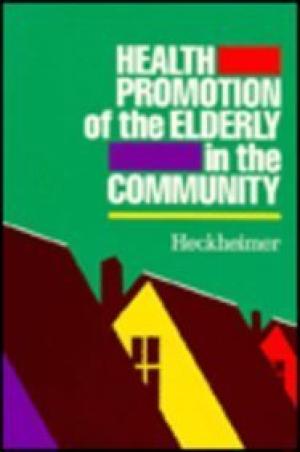 HEALTH
PROMOTION
of the ELDERLY
in the
COMMUNITY
Heckheimer